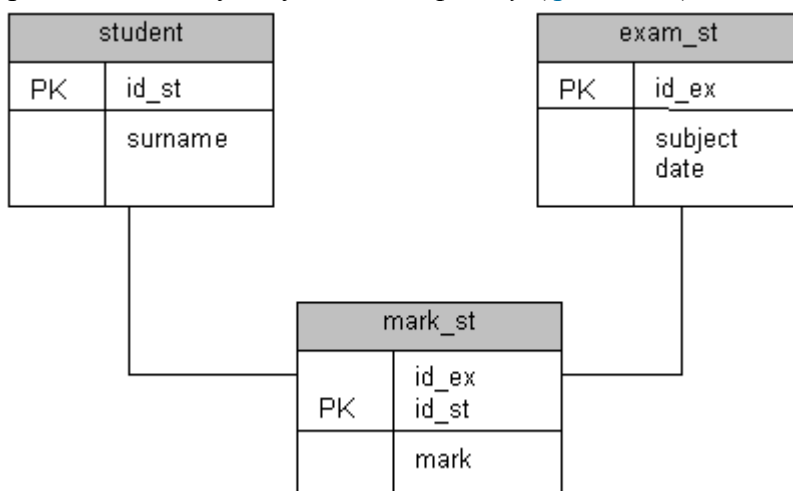 student
PK id_st
surname
exam_st
PK id_ex
subject
date
mark_st
id_ex
PK id_st
mark